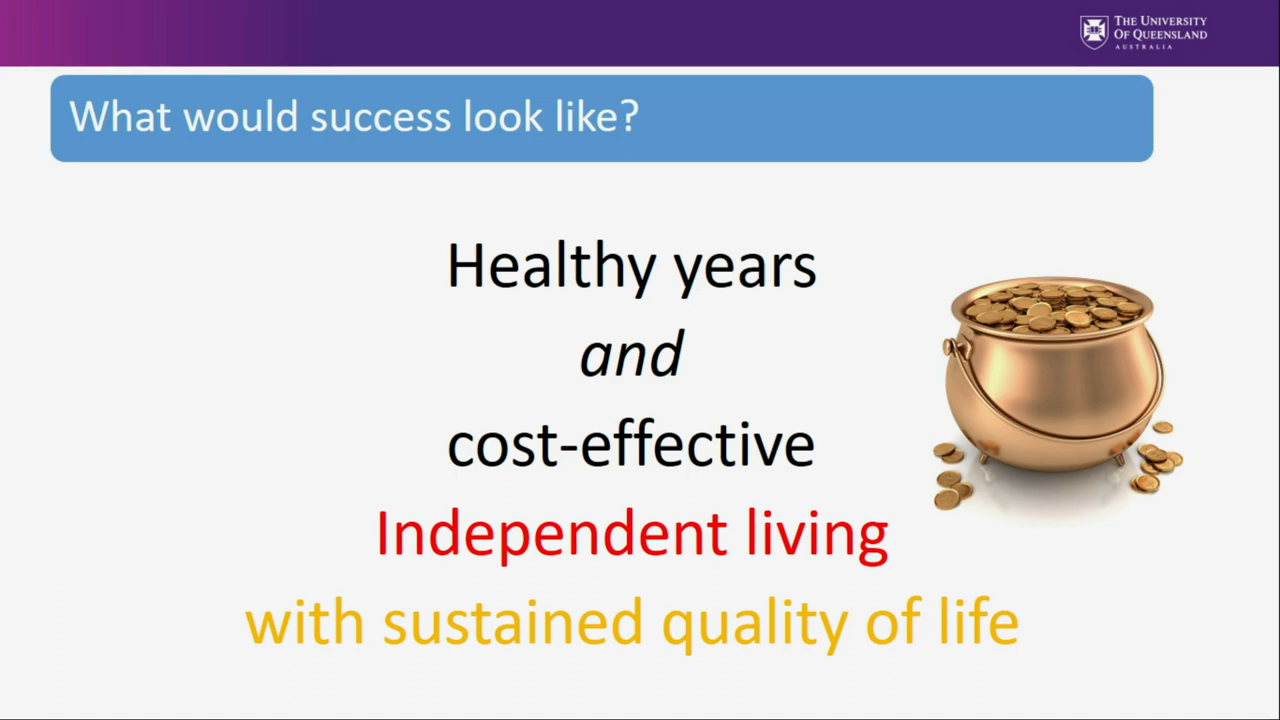 THE UNIVERSITY
OF QUEENSLAND
AUSTRALIA
What would success look like?
Healthy years
and
cost-effective
Independent living
with sustained quality of life